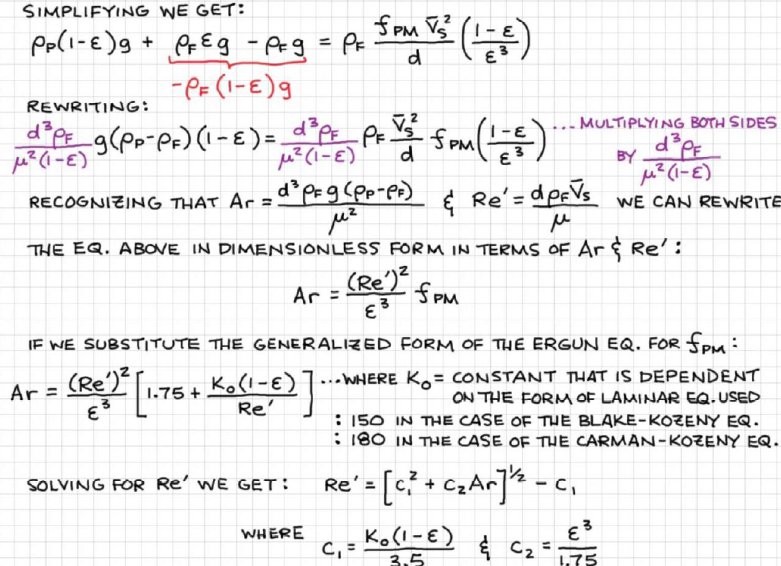 SIMPLIFYING WE GET:
ρP(1-ε)g + ρFεg - ρFg = ρF (fPM V̄s²/d) ((1-ε)/ε³)
-ρF(1-ε)g
REWRITING:
(d³ρF/μ²(1-ε)) g(ρP-ρF)(1-ε) = (d³ρF/μ²(1-ε)) ρF (V̄s²/d) fPM ((1-ε)/ε³) ...MULTIPLYING BOTH SIDES
BY d³ρF/μ²(1-ε)
RECOGNIZING THAT Ar = d³ρFg(ρP-ρF)/μ² & Re' = dρFV̄s/μ WE CAN REWRITE
THE EQ. ABOVE IN DIMENSIONLESS FORM IN TERMS OF Ar & Re':
Ar = ((Re')²/ε³) fPM
IF WE SUBSTITUTE THE GENERALIZED FORM OF THE ERGUN EQ. FOR fPM:
Ar = ((Re')²/ε³) [1.75 + K₀(1-ε)/Re'] ...WHERE K₀ = CONSTANT THAT IS DEPENDENT
ON THE FORM OF LAMINAR EQ. USED
: 150 IN THE CASE OF THE BLAKE-KOZENY EQ.
: 180 IN THE CASE OF THE CARMAN-KOZENY EQ.
SOLVING FOR Re' WE GET: Re' = [C₁² + C₂Ar]^½ - C₁
WHERE C₁ = K₀(1-ε)/3.5 & C₂ = ε³/1.75